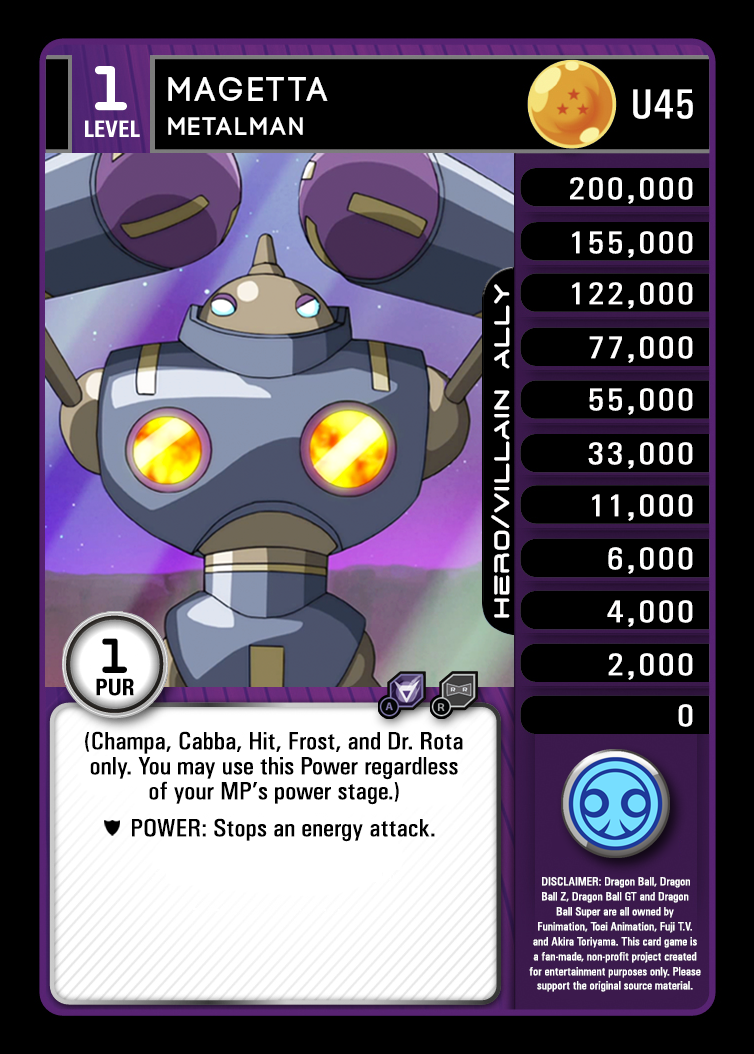 1
LEVEL
MAGETTA
METALMAN
U45
200,000
155,000
122,000
77,000
55,000
33,000
11,000
6,000
4,000
2,000
0
HERO/VILLAIN ALLY
1
PUR
A
R
(Champa, Cabba, Hit, Frost, and Dr. Rota
only. You may use this Power regardless
of your MP's power stage.)
POWER: Stops an energy attack.
DISCLAIMER: Dragon Ball, Dragon
Ball Z, Dragon Ball GT and Dragon
Ball Super are all owned by
Funimation, Toei Animation, Fuji T.V.
and Akira Toriyama. This card game is
a fan-made, non-profit project created
for entertainment purposes only. Please
support the original source material.